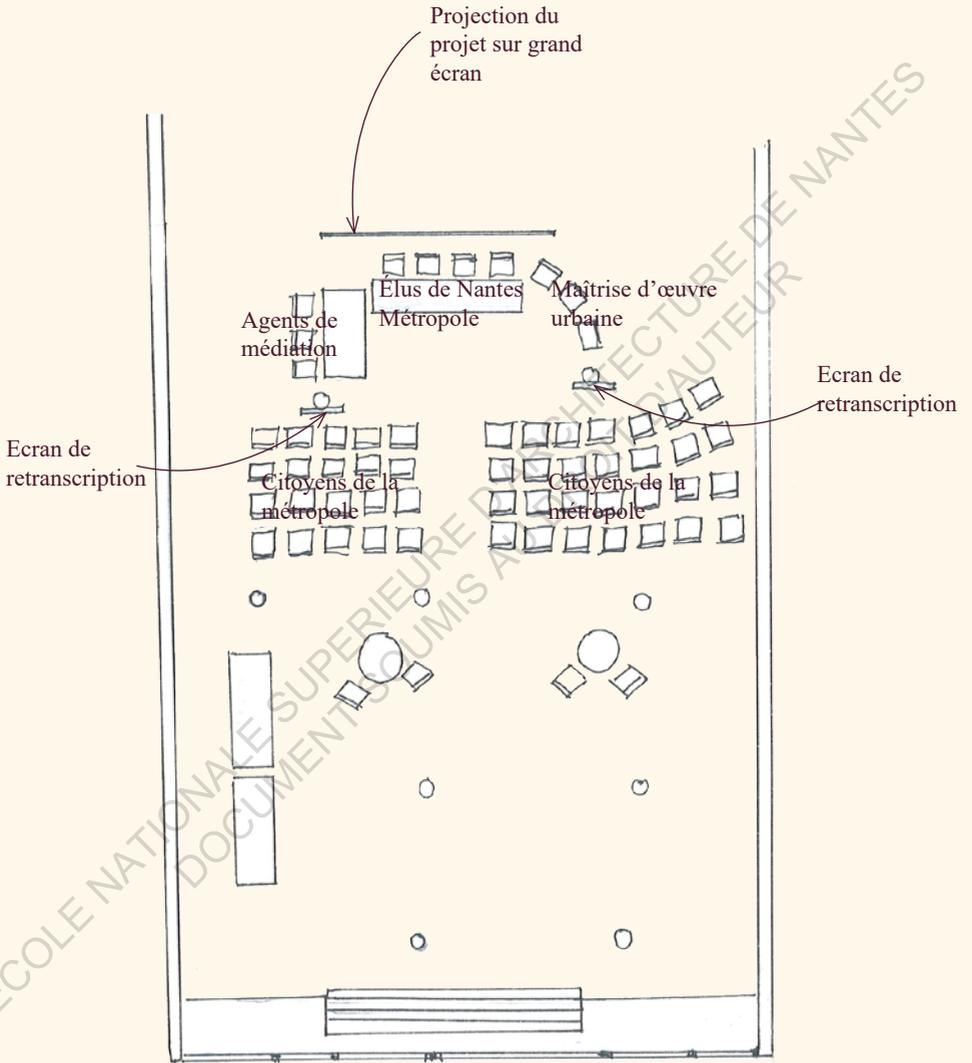 Projection du
projet sur grand
écran
Élus de Nantes
Métropole
Maîtrise d’œuvre
urbaine
Agents de
médiation
Ecran de
retranscription
Ecran de
retranscription
Citoyens de la
métropole
Citoyens de la
métropole
ECOLE NATIONALE SUPERIEURE D'ARCHITECTURE DE NANTES
DOCUMENT SOUMIS AU DROIT D'AUTEUR